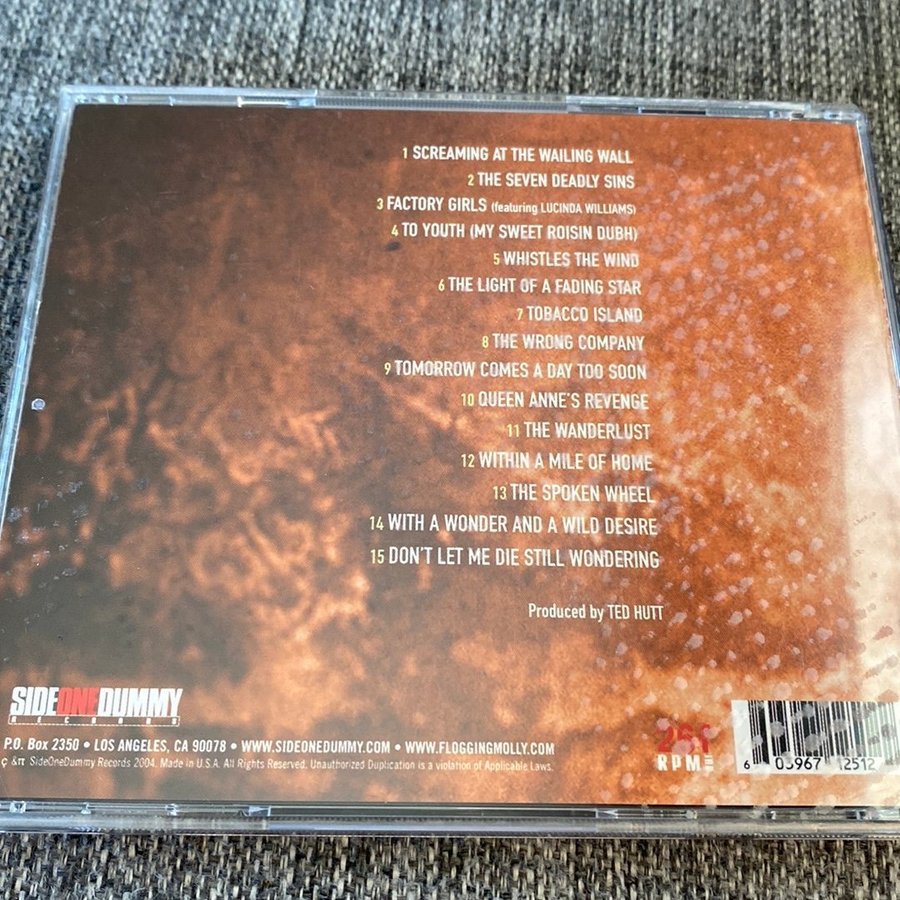 1 SCREAMING AT THE WAILING WALL
2 THE SEVEN DEADLY SINS
3 FACTORY GIRLS (featuring LUCINDA WILLIAMS)
4 TO YOUTH (MY SWEET ROISIN DUBH)
5 WHISTLES THE WIND
6 THE LIGHT OF A FADING STAR
7 TOBACCO ISLAND
8 THE WRONG COMPANY
9 TOMORROW COMES A DAY TOO SOON
10 QUEEN ANNE'S REVENGE
11 THE WANDERLUST
12 WITHIN A MILE OF HOME
13 THE SPOKEN WHEEL
14 WITH A WONDER AND A WILD DESIRE
15 DON'T LET ME DIE STILL WONDERING
Produced by TED HUTT
SIDEONEDUMMY
RECORDS
P.O. Box 2350 • LOS ANGELES, CA 90078 • WWW.SIDEONEDUMMY.COM • WWW.FLOGGINGMOLLY.COM
ç &π SideOneDummy Records 2004. Made in U.S.A. All Rights Reserved. Unauthorized Duplication is a violation of Applicable Laws.
RPM
6 03967 12512